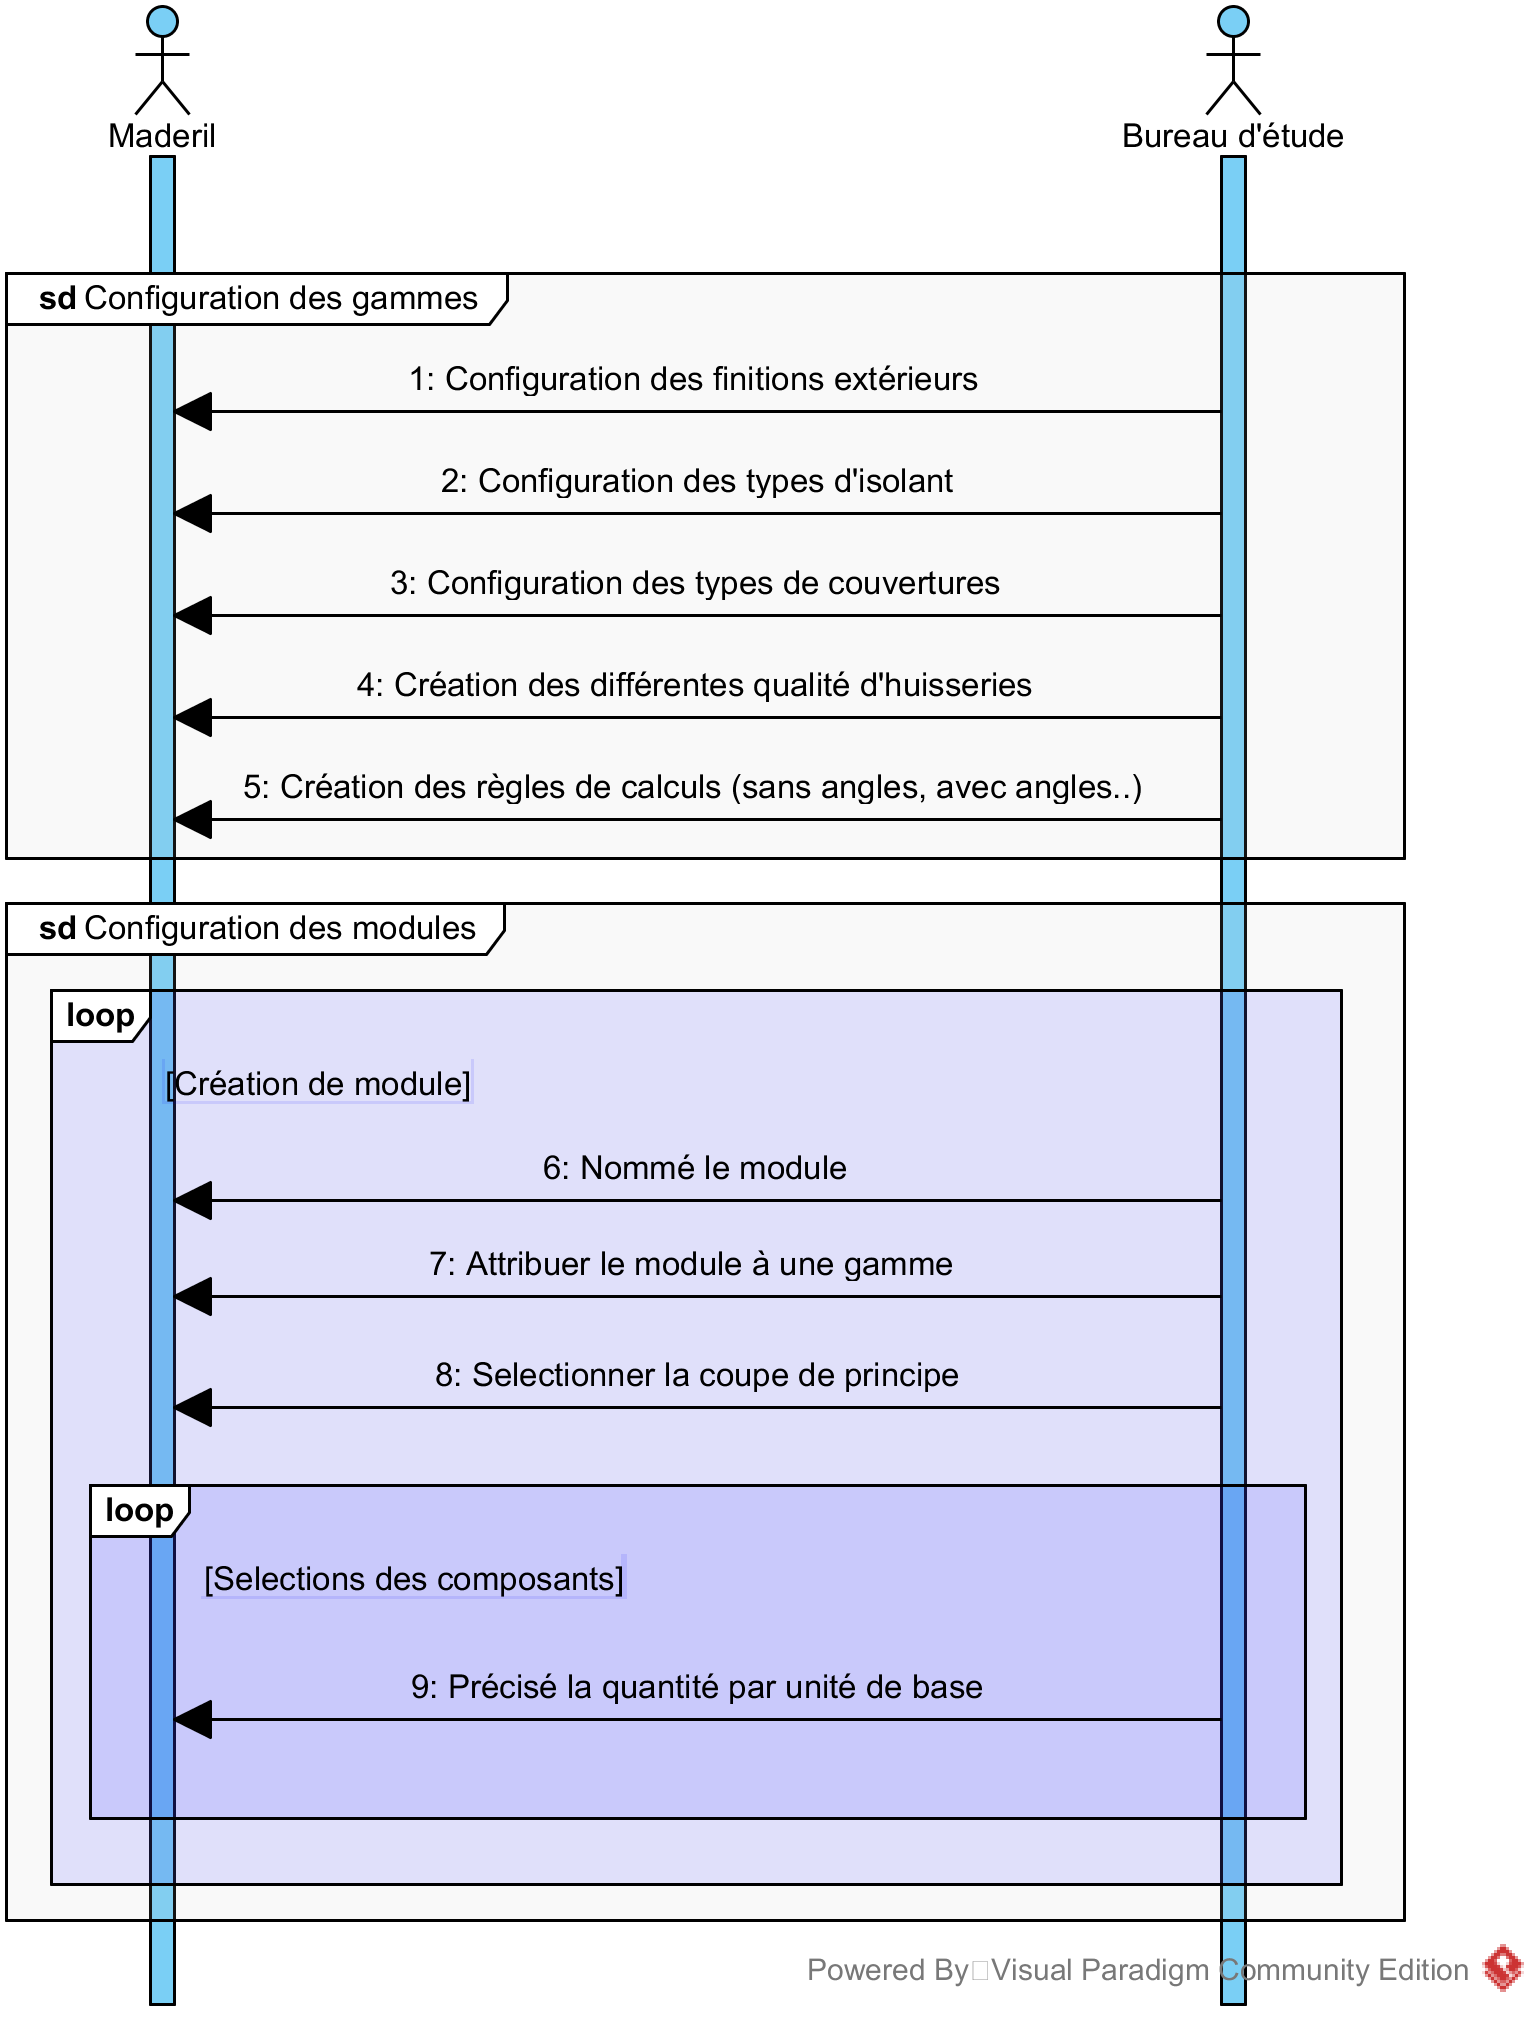 Maderil
Bureau d'étude
sd Configuration des gammes
1: Configuration des finitions extérieurs
2: Configuration des types d'isolant
3: Configuration des types de couvertures
4: Création des différentes qualité d'huisseries
5: Création des règles de calculs (sans angles, avec angles..)
sd Configuration des modules
loop
[Création de module]
6: Nommé le module
7: Attribuer le module à une gamme
8: Selectionner la coupe de principe
loop
[Selections des composants]
9: Précisé la quantité par unité de base
Powered By Visual Paradigm Community Edition